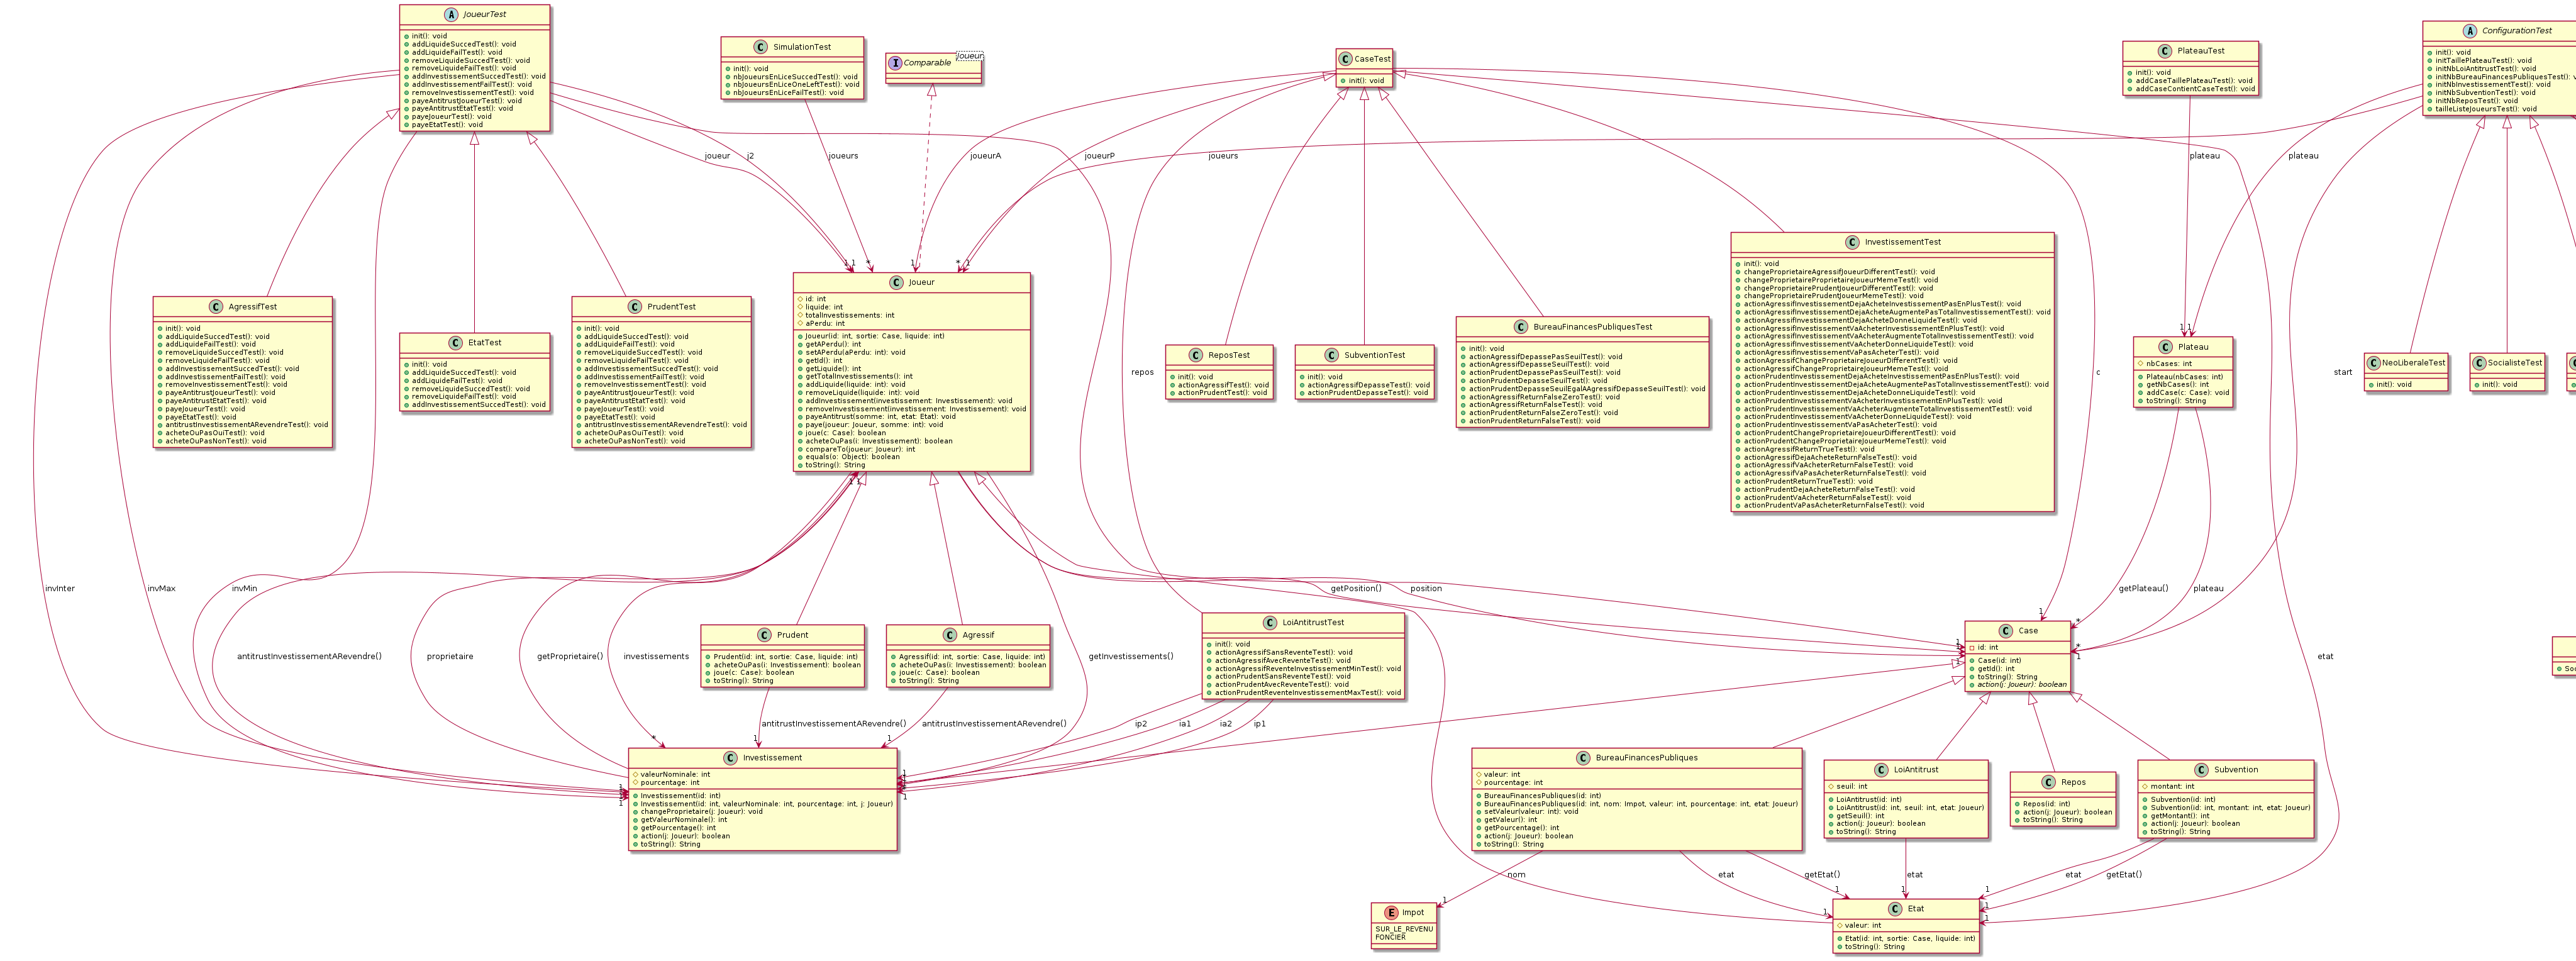 JoueurTest
init(): void
addLiquideSuccedTest(): void
addLiquideFailTest(): void
removeLiquideSuccedTest(): void
removeLiquideFailTest(): void
addInvestissementSuccedTest(): void
addInvestissementFailTest(): void
removeInvestissementTest(): void
payeAntitrustJoueurTest(): void
payeAntitrustEtatTest(): void
payeJoueurTest(): void
payeEtatTest(): void
SimulationTest
init(): void
nbJoueursEnLiceSuccedTest(): void
nbJoueursEnLiceOneLeftTest(): void
nbJoueursEnLiceFailTest(): void
Comparable
Joueur
CaseTest
init(): void
PlateauTest
init(): void
addCaseTaillePlateauTest(): void
addCaseContientCaseTest(): void
ConfigurationTest
init(): void
initTaillePlateauTest(): void
initNbLoiAntitrustTest(): void
initNbBureauFinancesPubliquesTest():
initNbInvestissementTest(): void
initNbSubventionTest(): void
initNbReposTest(): void
tailleListeJoueursTest(): void
joueur
j2
joueurs
joueurA
joueurP
joueurs
plateau
plateau
AgressifTest
init(): void
addLiquideSuccedTest(): void
addLiquideFailTest(): void
removeLiquideSuccedTest(): void
removeLiquideFailTest(): void
addInvestissementSuccedTest(): void
addInvestissementFailTest(): void
removeInvestissementTest(): void
payeAntitrustJoueurTest(): void
payeAntitrustEtatTest(): void
payeJoueurTest(): void
payeEtatTest(): void
antitrustInvestissementARevendreTest(): void
acheteOuPasOuiTest(): void
acheteOuPasNonTest(): void
EtatTest
init(): void
addLiquideSuccedTest(): void
addLiquideFailTest(): void
removeLiquideSuccedTest(): void
removeLiquideFailTest(): void
addInvestissementSuccedTest(): void
PrudentTest
init(): void
addLiquideSuccedTest(): void
addLiquideFailTest(): void
removeLiquideSuccedTest(): void
removeLiquideFailTest(): void
addInvestissementSuccedTest(): void
addInvestissementFailTest(): void
removeInvestissementTest(): void
payeAntitrustJoueurTest(): void
payeAntitrustEtatTest(): void
payeJoueurTest(): void
payeEtatTest(): void
antitrustInvestissementARevendreTest(): void
acheteOuPasOuiTest(): void
acheteOuPasNonTest(): void
1 1 * 1 * 1
Joueur
id: int
liquide: int
totalInvestissements: int
aPerdu: int
Joueur(id: int, sortie: Case, liquide: int)
getAPerdu(): int
setAPerdu(aPerdu: int): void
getId(): int
getLiquide(): int
getTotalInvestissements(): int
addLiquide(liquide: int): void
removeLiquide(liquide: int): void
addInvestissement(investissement: Investissement): void
removeInvestissement(investissement: Investissement): void
payeAntitrust(somme: int, etat: Etat): void
paye(joueur: Joueur, somme: int): void
joue(c: Case): boolean
acheteOuPas(i: Investissement): boolean
compareTo(joueur: Joueur): int
equals(o: Object): boolean
toString(): String
repos
ReposTest
init(): void
actionAgressifTest(): void
actionPrudentTest(): void
SubventionTest
init(): void
actionAgressifDepasseTest(): void
actionPrudentDepasseTest(): void
BureauFinancesPubliquesTest
init(): void
actionAgressifDepassePasSeuilTest(): void
actionAgressifDepasseSeuilTest(): void
actionPrudentDepassePasSeuilTest(): void
actionPrudentDepasseSeuilTest(): void
actionPrudentDepasseSeuilEgalAAgressifDepasseSeuilTest(): void
actionAgressifReturnFalseZeroTest(): void
actionAgressifReturnFalseTest(): void
actionPrudentReturnFalseZeroTest(): void
actionPrudentReturnFalseTest(): void
InvestissementTest
init(): void
changeProprietaireAgressifJoueurDifferentTest(): void
changeProprietaireProprietaireJoueurMemeTest(): void
changeProprietairePrudentJoueurDifferentTest(): void
changeProprietairePrudentJoueurMemeTest(): void
actionAgressifInvestissementDejaAcheteInvestissementPasEnPlusTest(): void
actionAgressifInvestissementDejaAcheteAugmentePasTotalInvestissementTest(): void
actionAgressifInvestissementDejaAcheteDonneLiquideTest(): void
actionAgressifInvestissementVaAcheterInvestissementEnPlusTest(): void
actionAgressifInvestissementVaAcheterAugmenteTotalInvestissementTest(): void
actionAgressifInvestissementVaAcheterDonneLiquideTest(): void
actionAgressifInvestissementVaPasAcheterTest(): void
actionAgressifChangeProprietaireJoueurDifferentTest(): void
actionAgressifChangeProprietaireJoueurMemeTest(): void
actionPrudentInvestissementDejaAcheteInvestissementPasEnPlusTest(): void
actionPrudentInvestissementDejaAcheteAugmentePasTotalInvestissementTest(): void
actionPrudentInvestissementDejaAcheteDonneLiquideTest(): void
actionPrudentInvestissementVaAcheterInvestissementEnPlusTest(): void
actionPrudentInvestissementVaAcheterAugmenteTotalInvestissementTest(): void
actionPrudentInvestissementVaAcheterDonneLiquideTest(): void
actionPrudentInvestissementVaPasAcheterTest(): void
actionPrudentChangeProprietaireJoueurDifferentTest(): void
actionPrudentChangeProprietaireJoueurMemeTest(): void
actionAgressifReturnTrueTest(): void
actionAgressifDejaAcheteReturnFalseTest(): void
actionAgressifVaAcheterReturnFalseTest(): void
actionAgressifVaPasAcheterReturnFalseTest(): void
actionPrudentReturnTrueTest(): void
actionPrudentDejaAcheteReturnFalseTest(): void
actionPrudentVaAcheterReturnFalseTest(): void
actionPrudentVaPasAcheterReturnFalseTest(): void
c
1 1
Plateau
nbCases: int
Plateau(nbCases: int)
getNbCases(): int
addCase(c: Case): void
toString(): String
start
NeoLiberaleTest
init(): void
SocialisteTest
init(): void
invInter
invMax
invMin
antitrustInvestissementARevendre()
proprietaire
getProprietaire()
investissements
getInvestissements()
getPosition()
position
getPlateau()
plateau
etat
Prudent
Prudent(id: int, sortie: Case, liquide: int)
acheteOuPas(i: Investissement): boolean
joue(c: Case): boolean
toString(): String
Agressif
Agressif(id: int, sortie: Case, liquide: int)
acheteOuPas(i: Investissement): boolean
joue(c: Case): boolean
toString(): String
LoiAntitrustTest
init(): void
actionAgressifSansReventeTest(): void
actionAgressifAvecReventeTest(): void
actionAgressifReventeInvestissementMinTest(): void
actionPrudentSansReventeTest(): void
actionPrudentAvecReventeTest(): void
actionPrudentReventeInvestissementMaxTest(): void
Case
id: int
Case(id: int)
getId(): int
toString(): String
action(j: Joueur): boolean
antitrustInvestissementARevendre()
antitrustInvestissementARevendre()
ip2
ia1
ia2
ip1
Investissement
valeurNominale: int
pourcentage: int
Investissement(id: int)
Investissement(id: int, valeurNominale: int, pourcentage: int, j: Joueur)
changeProprietaire(j: Joueur): void
getValeurNominale(): int
getPourcentage(): int
action(j: Joueur): boolean
toString(): String
BureauFinancesPubliques
valeur: int
pourcentage: int
BureauFinancesPubliques(id: int)
BureauFinancesPubliques(id: int, nom: Impot, valeur: int, pourcentage: int, etat: Joueur)
setValeur(valeur: int): void
getValeur(): int
getPourcentage(): int
action(j: Joueur): boolean
toString(): String
LoiAntitrust
seuil: int
LoiAntitrust(id: int)
LoiAntitrust(id: int, seuil: int, etat: Joueur)
getSeuil(): int
action(j: Joueur): boolean
toString(): String
Repos
Repos(id: int)
action(j: Joueur): boolean
toString(): String
Subvention
montant: int
Subvention(id: int)
Subvention(id: int, montant: int, etat: Joueur)
getMontant(): int
action(j: Joueur): boolean
toString(): String
nom
etat
getEtat()
etat
etat
getEtat()
Impot
SUR_LE_REVENU
FONCIER
Etat
valeur: int
Etat(id: int, sortie: Case, liquide: int)
toString(): String